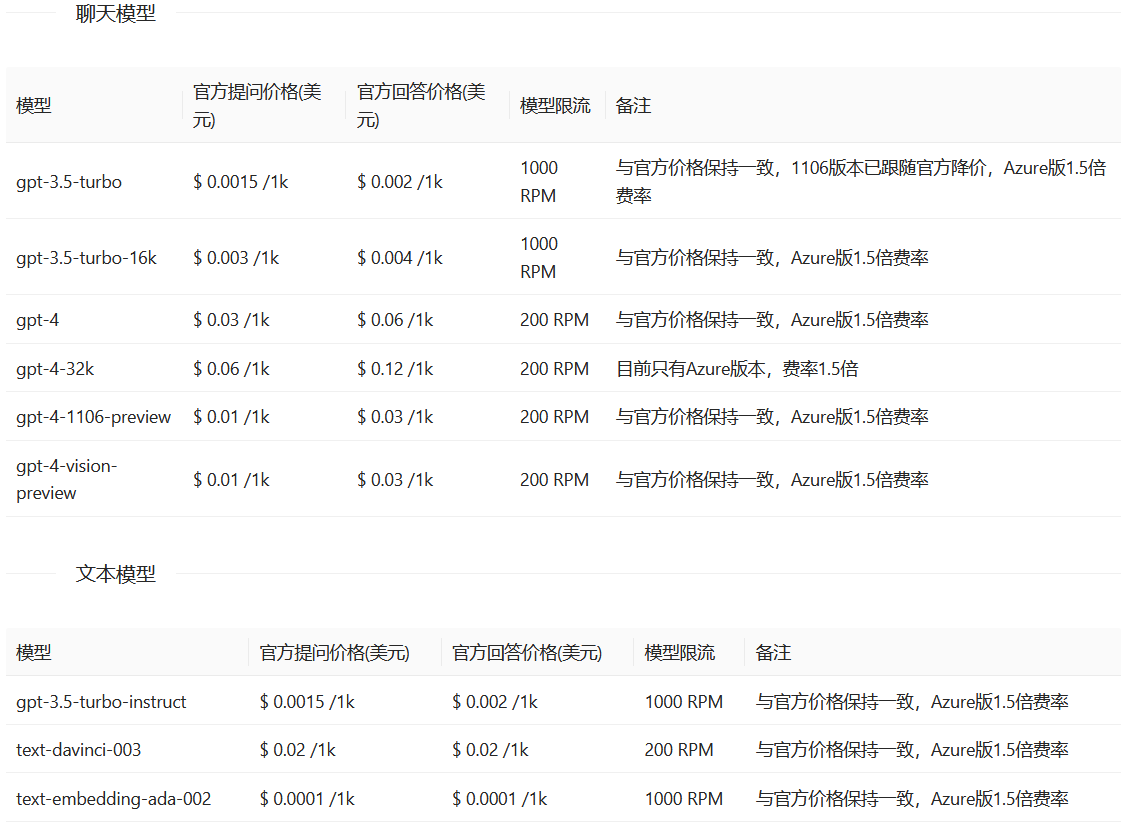 聊天模型
模型 官方提问价格(美元) 官方回答价格(美元) 模型限流 备注
gpt-3.5-turbo $ 0.0015 /1k $ 0.002 /1k 1000 RPM 与官方价格保持一致，1106版本已跟随官方降价，Azure版1.5倍费率
gpt-3.5-turbo-16k $ 0.003 /1k $ 0.004 /1k 1000 RPM 与官方价格保持一致，Azure版1.5倍费率
gpt-4 $ 0.03 /1k $ 0.06 /1k 200 RPM 与官方价格保持一致，Azure版1.5倍费率
gpt-4-32k $ 0.06 /1k $ 0.12 /1k 200 RPM 目前只有Azure版本，费率1.5倍
gpt-4-1106-preview $ 0.01 /1k $ 0.03 /1k 200 RPM 与官方价格保持一致，Azure版1.5倍费率
gpt-4-vision-preview $ 0.01 /1k $ 0.03 /1k 200 RPM 与官方价格保持一致，Azure版1.5倍费率
文本模型
模型 官方提问价格(美元) 官方回答价格(美元) 模型限流 备注
gpt-3.5-turbo-instruct $ 0.0015 /1k $ 0.002 /1k 1000 RPM 与官方价格保持一致，Azure版1.5倍费率
text-davinci-003 $ 0.02 /1k $ 0.02 /1k 200 RPM 与官方价格保持一致，Azure版1.5倍费率
text-embedding-ada-002 $ 0.0001 /1k $ 0.0001 /1k 1000 RPM 与官方价格保持一致，Azure版1.5倍费率